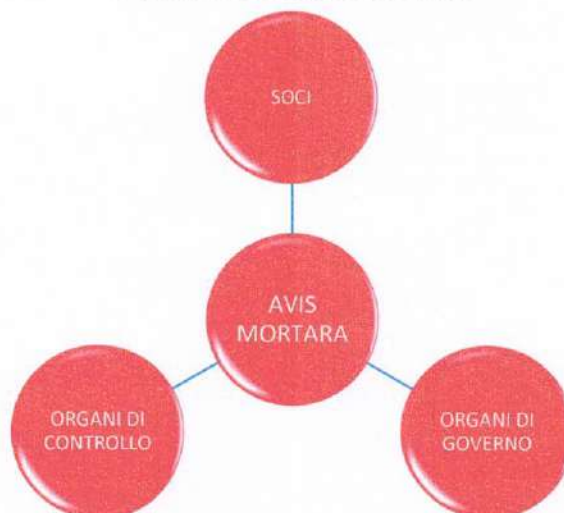 SOCI
AVIS
MORTARA
ORGANI DI
CONTROLLO
ORGANI DI
GOVERNO